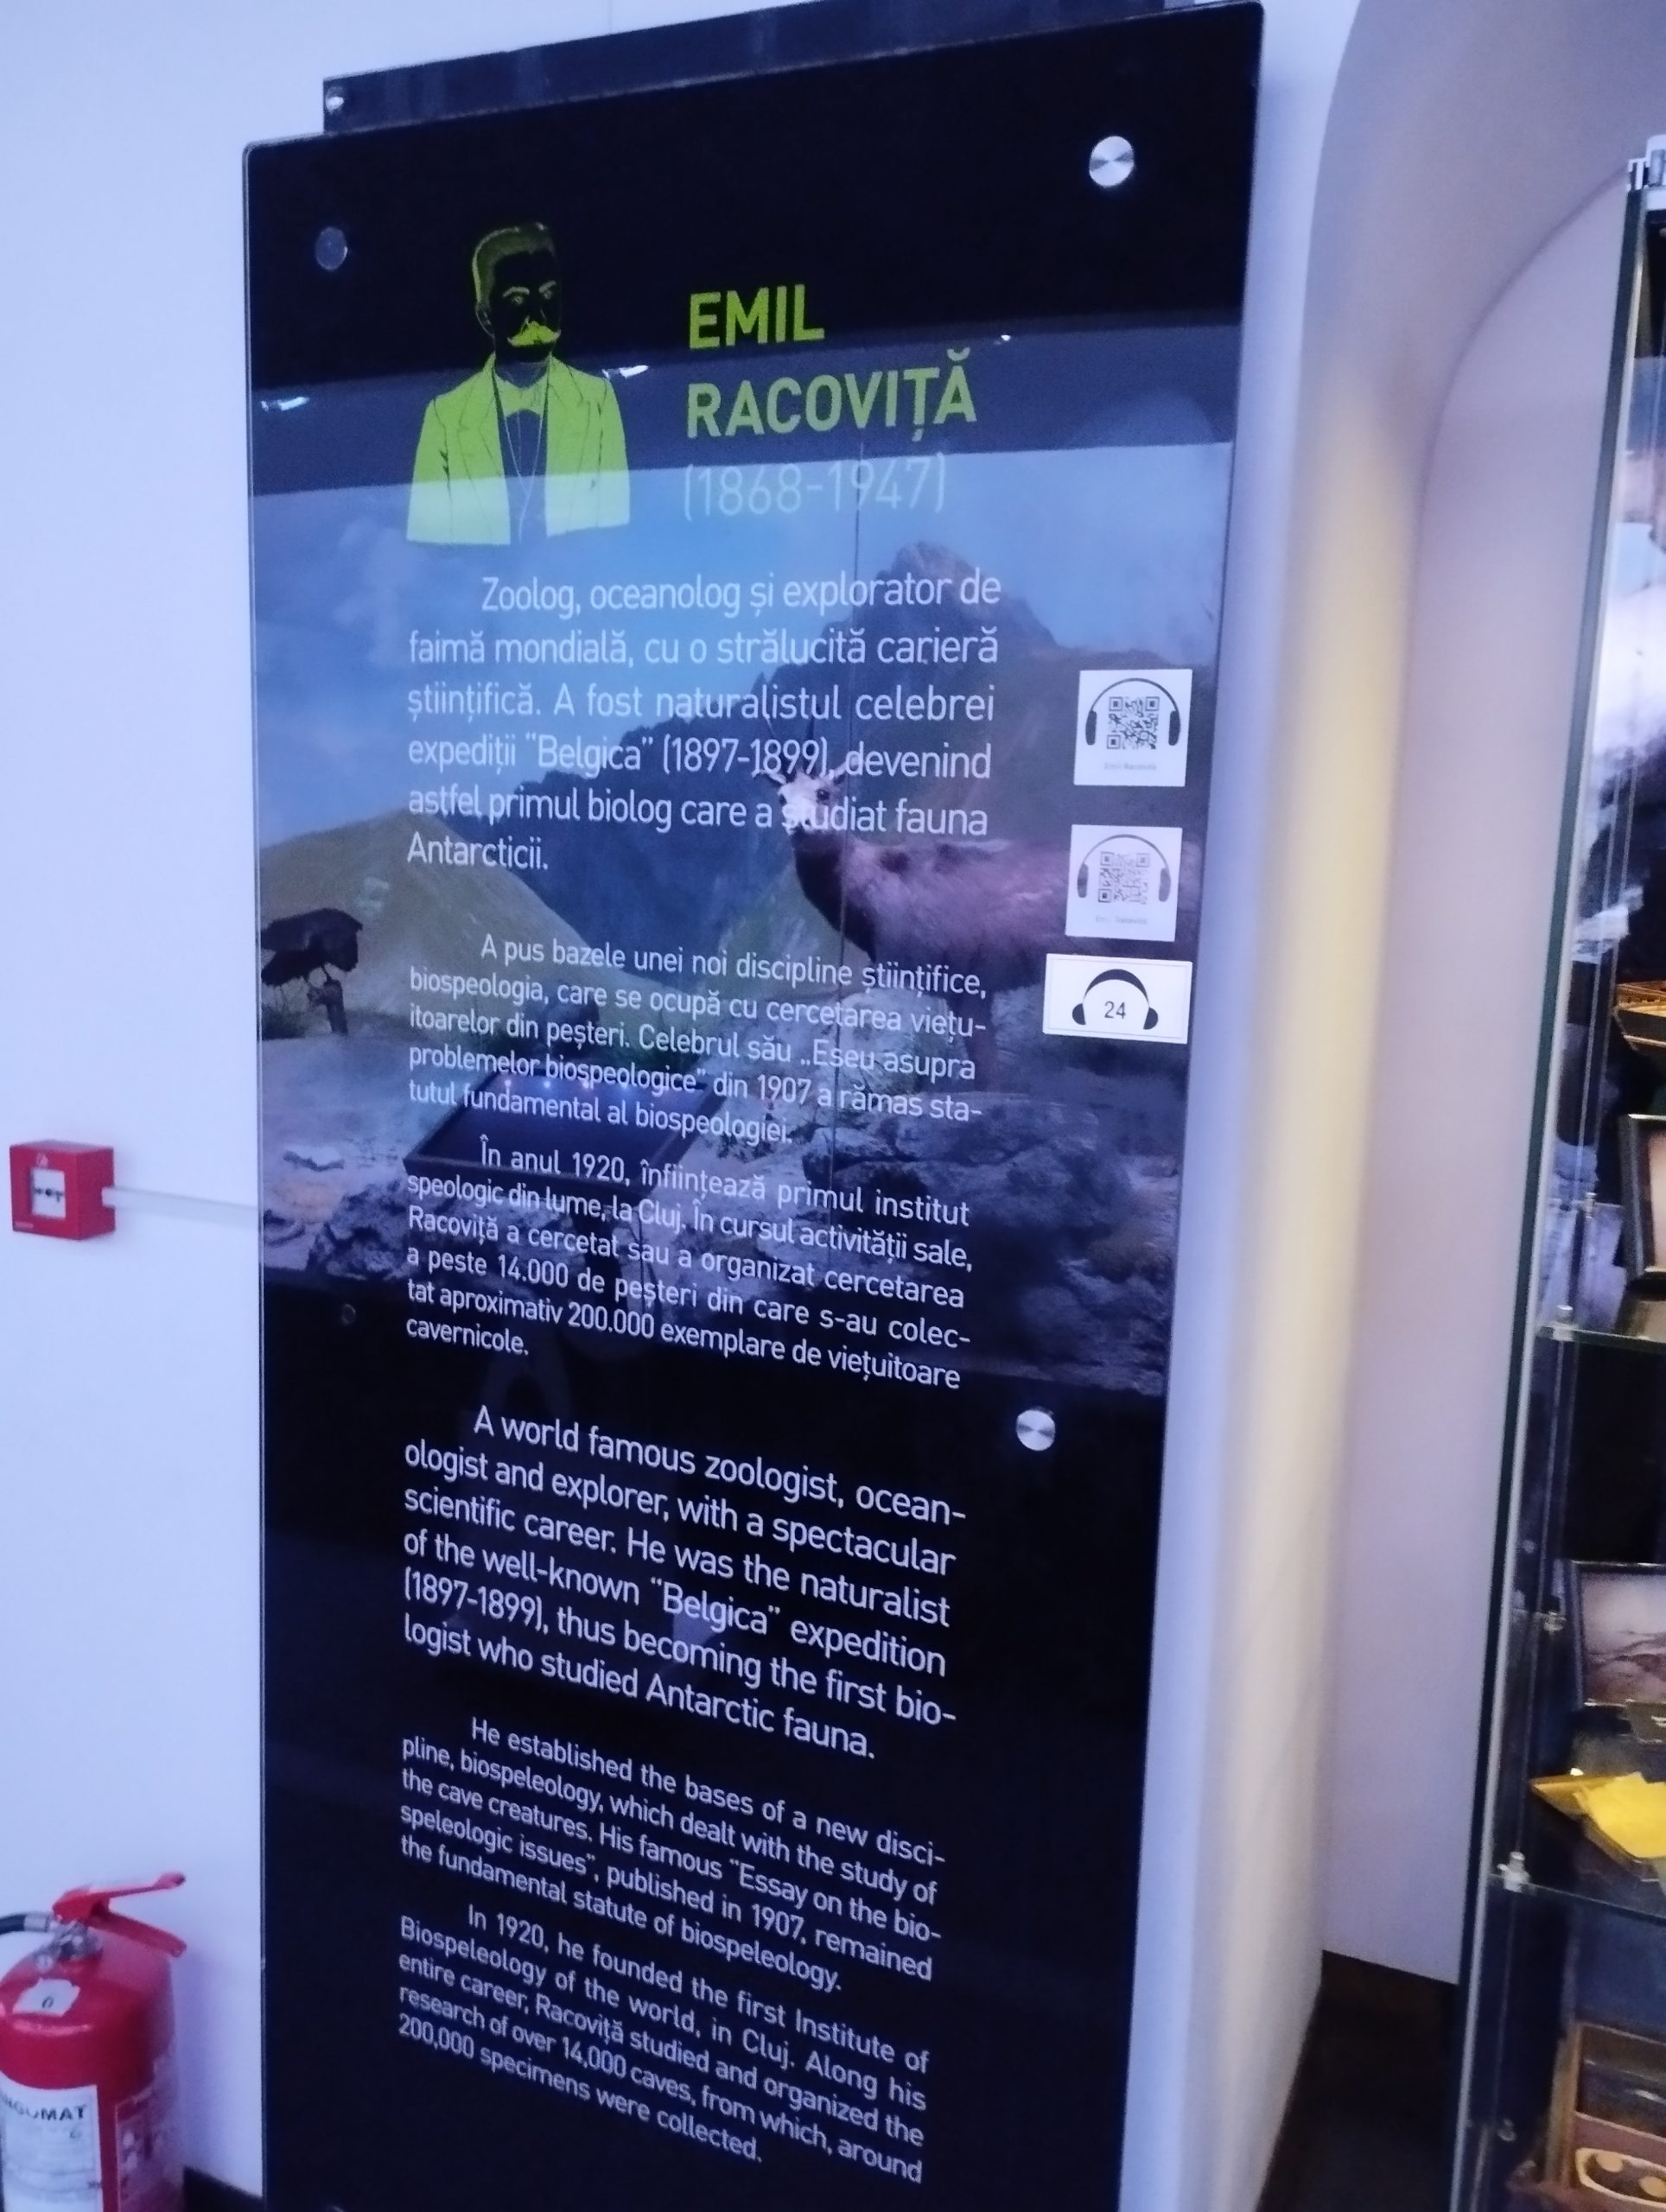 EMIL
RACOVIȚĂ
(1868-1947)
Zoolog, oceanolog și explorator de
faimă mondială, cu o strălucită carieră
științifică. A fost naturalistul celebrei
expediții “Belgica” (1897-1899), devenind
astfel primul biolog care a studiat fauna
Antarcticii.
A pus bazele unei noi discipline științifice,
biospeologia, care se ocupă cu cercetarea viețu-
itoarelor din peșteri. Celebrul său „Eseu asupra
problemelor biospeologice” din 1907 a rămas sta-
tutul fundamental al biospeologiei.
În anul 1920, înființează primul institut
speologic din lume, la Cluj. În cursul activității sale,
Racoviță a cercetat sau a organizat cercetarea
a peste 14.000 de peșteri din care s-au colec-
tat aproximativ 200.000 exemplare de viețuitoare
cavernicole.
A world famous zoologist, ocean-
ologist and explorer, with a spectacular
scientific career. He was the naturalist
of the well-known “Belgica” expedition
(1897-1899), thus becoming the first bio-
logist who studied Antarctic fauna.
He established the bases of a new disci-
pline, biospeleology, which dealt with the study of
the cave creatures. His famous “Essay on the bio-
speleologic issues”, published in 1907, remained
the fundamental statute of biospeleology.
In 1920, he founded the first Institute of
Biospeleology of the world, in Cluj. Along his
entire career, Racoviță studied and organized the
research of over 14,000 caves, from which, around
200,000 specimens were collected.
Emil Racoviță
Emil Racoviță
24